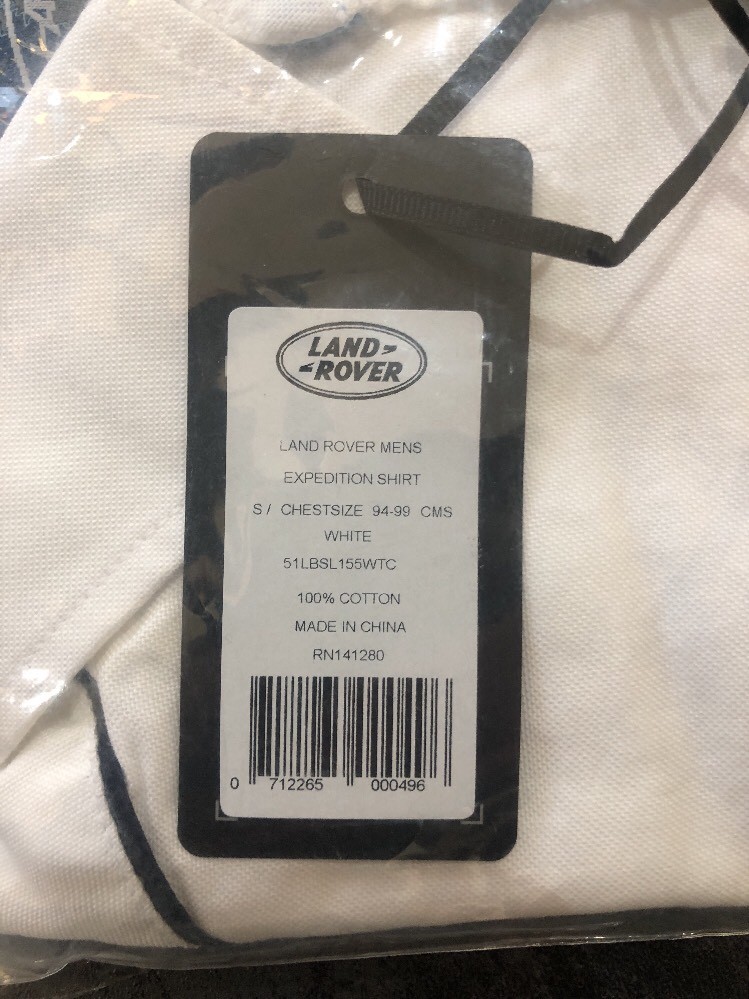 LAND
ROVER
LAND ROVER MENS
EXPEDITION SHIRT
S / CHESTSIZE 94-99 CMS
WHITE
51LBSL155WTC
100% COTTON
MADE IN CHINA
RN141280
0 712265 000496